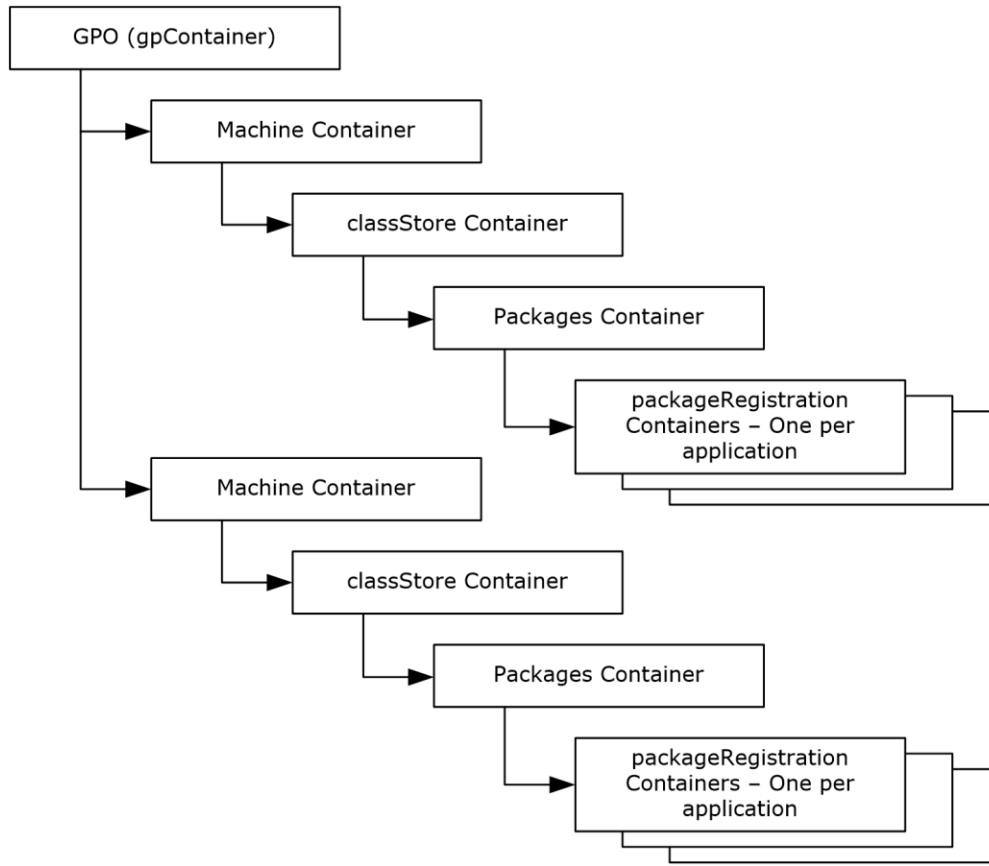 GPO (gpContainer)
Machine Container
classStore Container
Packages Container
packageRegistration
Containers – One per
application
Machine Container
classStore Container
Packages Container
packageRegistration
Containers – One per
application